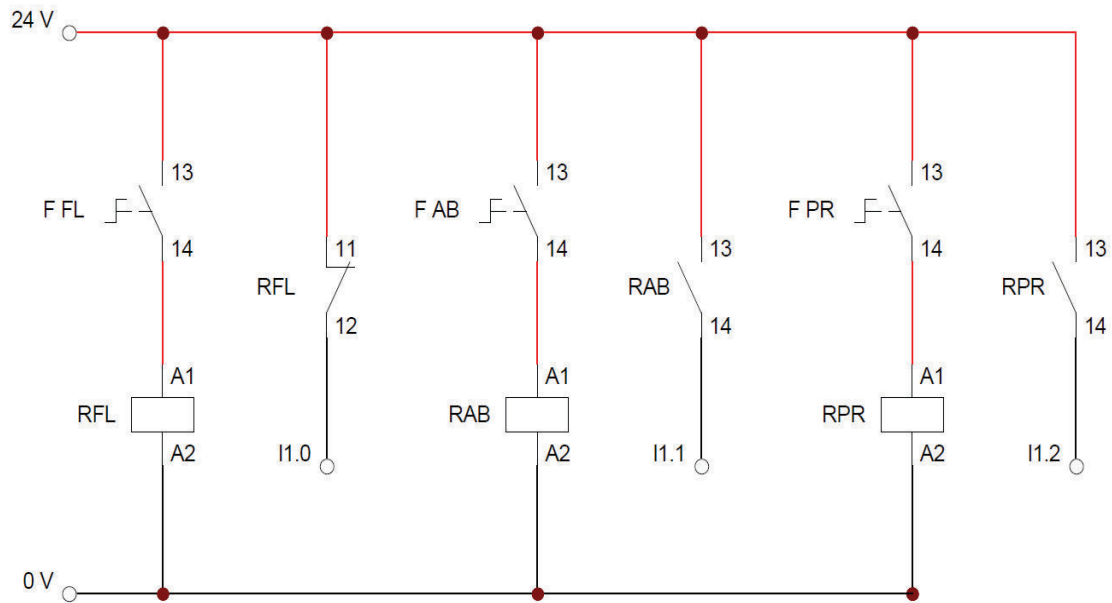 24 V
13 13 13
F FL F AB F PR
14 14 14
11 13 13
RFL RAB RPR
12 14 14
A1 A1 A1
RFL RAB RPR
A2 I1.0 A2 I1.1 A2 I1.2
0 V